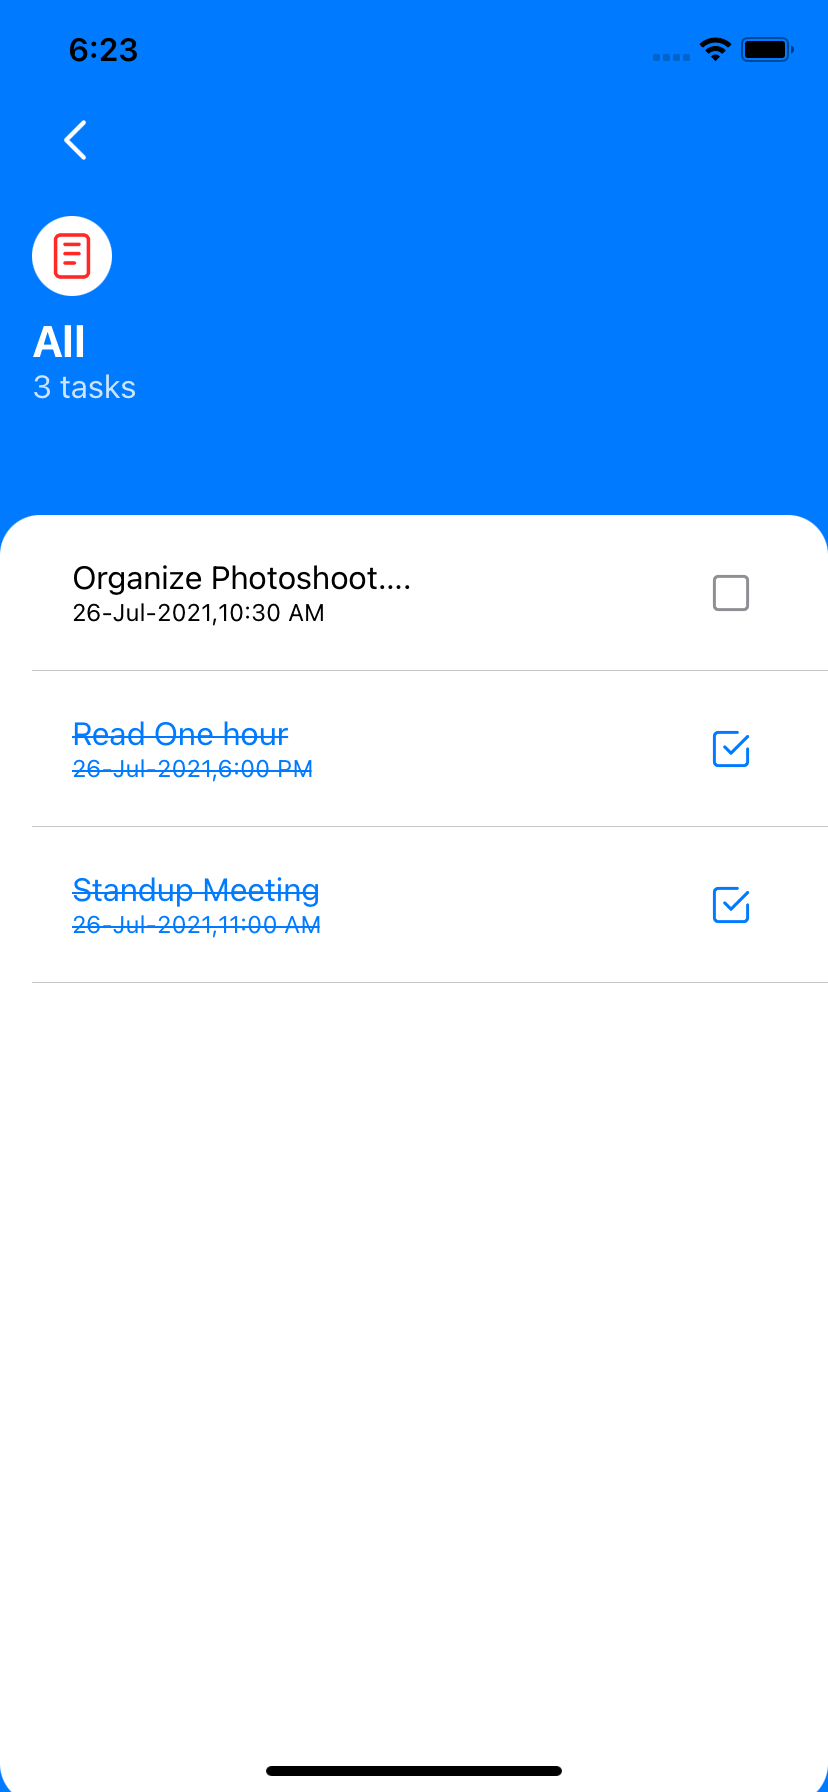 6:23
All
3 tasks
Organize Photoshoot....
26-Jul-2021,10:30 AM
Read One hour
26-Jul-2021,6:00 PM
Standup Meeting
26-Jul-2021,11:00 AM